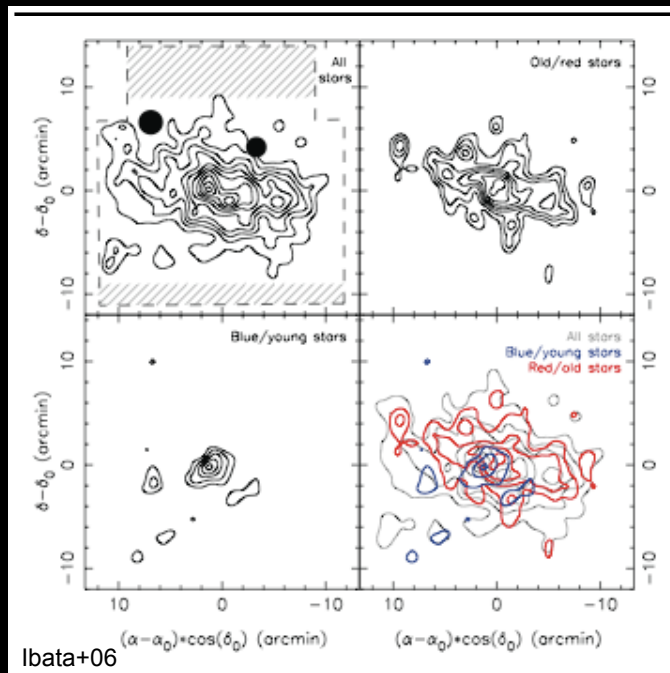 All
stars
Old/red stars
10
0
−10
δ−δ₀ (arcmin)
10
0
−10
Blue/young stars
All stars
Blue/young stars
Red/old stars
10
0
−10
δ−δ₀ (arcmin)
10
0
−10
10
0
−10
10
0
−10
(α−α₀)*cos(δ₀) (arcmin)
(α−α₀)*cos(δ₀) (arcmin)
Ibata+06